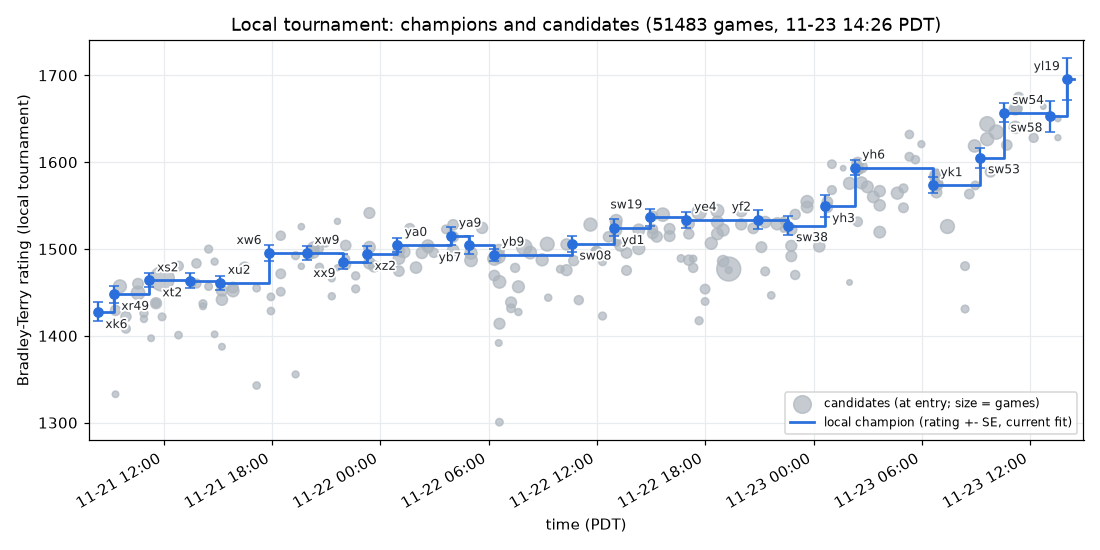 Local tournament: champions and candidates (51483 games, 11-23 14:26 PDT)
Bradley-Terry rating (local tournament)
1700
1600
1500
1400
1300
xk6
xr49
xs2
xt2
xu2
xw6
xw9
xx9
xz2
ya0
yb7
ya9
yb9
sw08
yd1
sw19
ye4
yf2
sw38
yh3
yh6
yk1
sw53
sw54
sw58
yl19
candidates (at entry; size = games)
local champion (rating +- SE, current fit)
11-21 12:00
11-21 18:00
11-22 00:00
11-22 06:00
11-22 12:00
11-22 18:00
11-23 00:00
11-23 06:00
11-23 12:00
time (PDT)